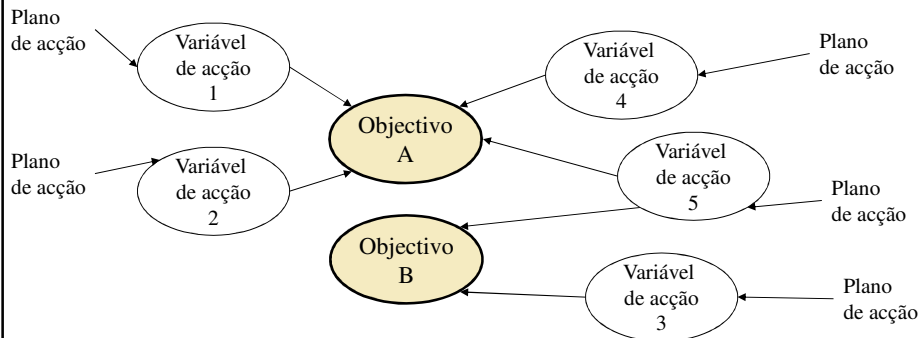 Plano
de acção
Variável
de acção
1
Variável
de acção
4
Plano
de acção
Objectivo
A
Plano
de acção
Variável
de acção
2
Variável
de acção
5
Plano
de acção
Objectivo
B
Variável
de acção
3
Plano
de acção